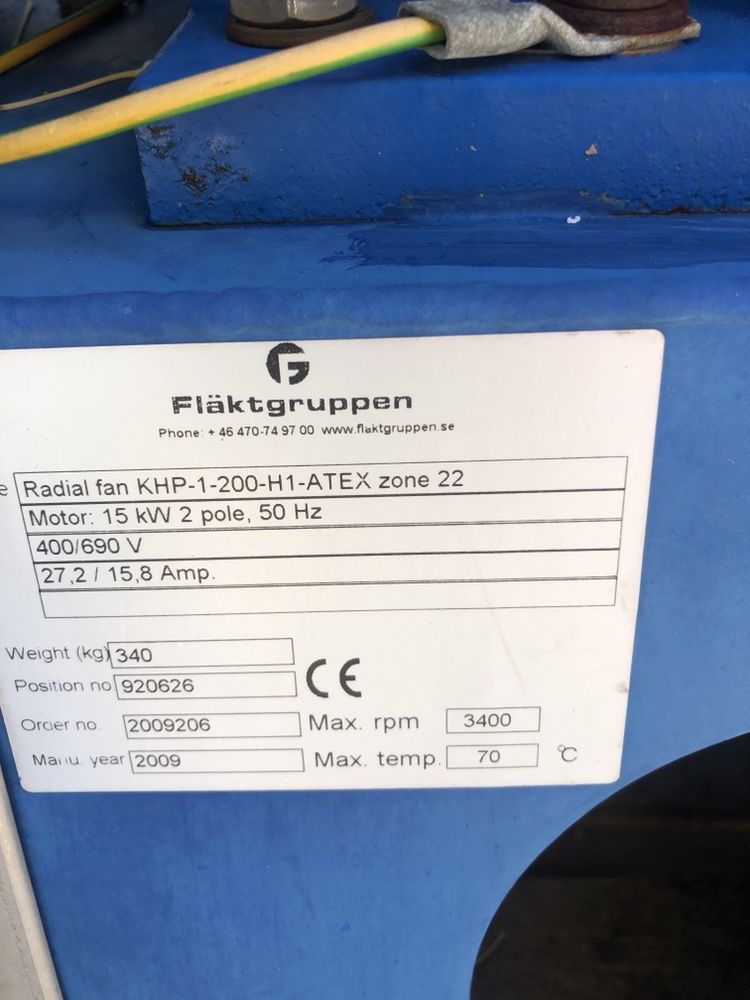 Fläktgruppen
Phone: + 46 470-74 97 00 www.flaktgruppen.se
Radial fan KHP-1-200-H1-ATEX zone 22
Motor: 15 kW 2 pole, 50 Hz
400/690 V
27,2 / 15,8 Amp.
Weight (kg) 340
Position no 920626 CE
Order no. 2009206 Max. rpm 3400
Manu. year 2009 Max. temp. 70 °C